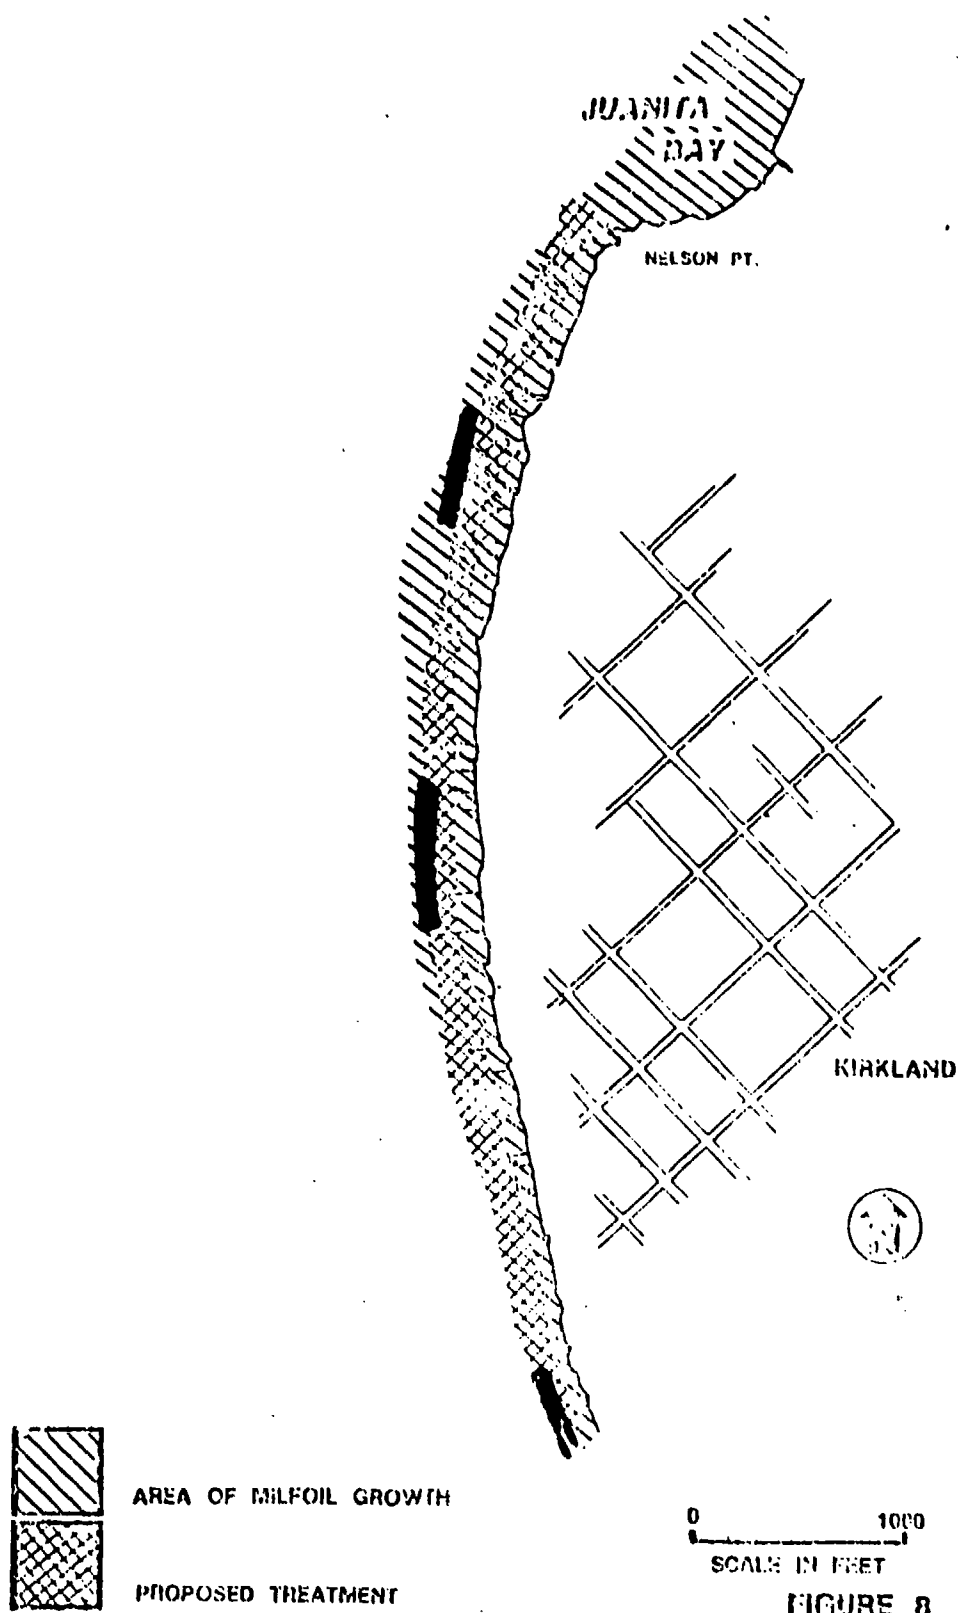 JUANITA
BAY
NELSON PT.
KIRKLAND
AREA OF MILFOIL GROWTH
PROPOSED TREATMENT
0 1000
SCALE IN FEET
FIGURE 8